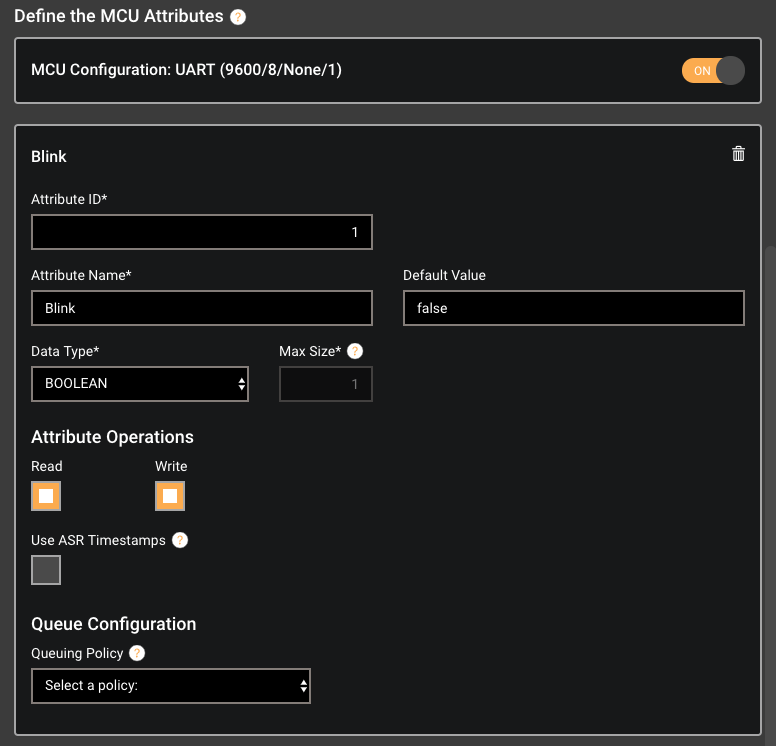 Define the MCU Attributes ?
MCU Configuration: UART (9600/8/None/1)
ON
Blink
Attribute ID*
1
Attribute Name* Default Value
Blink false
Data Type* Max Size* ?
BOOLEAN 1
Attribute Operations
Read Write
Use ASR Timestamps ?
Queue Configuration
Queuing Policy ?
Select a policy: